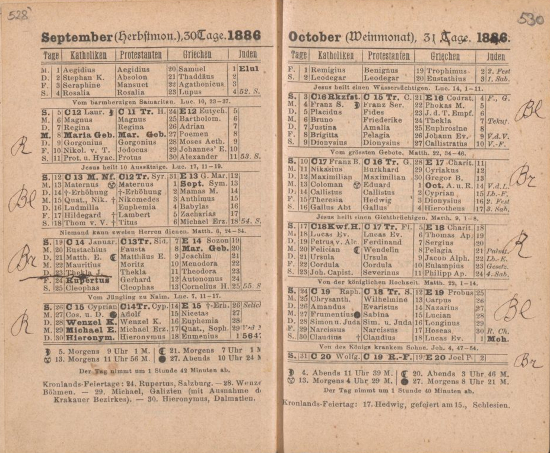 528
September (Herbstmon.), 30 Tage. 1886
Tage Katholiken Protestanten Griechen Juden
M. 1 Aegidius Aegidius 20 Samuel 1 Elul
D. 2 Stephan K. Absolon 21 Thaddäus 2
F. 3 Seraphine Mansuet 22 Agathonicus 3
S. 4 Rosalia Rosalia 23 Lupus 4 52. S.
Vom barmherzigen Samariter. Luc. 10, 23—37.
S. 5 C 12 Laur. C 11 Tr. H. 24 E 12 Eutych. 5
M. 6 Magnus Magnus 25 Bartholom. 6
D. 7 Regina Regina 26 Adrian 7
M. 8 Maria Geb. Mar. Geb. 27 Poemen 8
D. 9 Gorgonius Gorgonius 28 Moses Aeth. 9
F. 10 Nikol. v. T. Jodocus 29 Johannes' E. 10
S. 11 Prot. u. Hyac. Protus 30 Alexander 11 53. S.
Jesus heilt 10 Aussätzige. Luc. 17, 11—19.
S. 12 C 13 M. Nf. C 12 Tr. Syr. 31 E 13 G. Mar. 12
M. 13 Maternus Maternus 1 Sept. Sym. 13
D. 14 †Erhöhung †Erhöhung 2 Mamas M. 14
M. 15 Quat., Nik. Nikomedes 3 Anthimus 15
D. 16 Ludmilla Euphemia 4 Babylas 16
F. 17 Hildegard Lambert 5 Zacharias 17
S. 18 Thom v. V. Titus 6 Michael Erz. 18 54. S.
Niemand kann zweien Herren dienen. Matth. 6, 24—34.
S. 19 C 14 Januar. C 13 Tr. Sid. 7 E 14 Sozon 19
M. 20 Eustachius Fausta 8 Mar. Geb. 20
D. 21 Matth. E. Matthäus E. 9 Joachim 21
M. 22 Mauritius Moritz 10 Menodora 22
D. 23 Thekla J. Thekla 11 Theodora 23
F. 24 Rupertus Gerhard 12 Autonomus 24
S. 25 Cleophas Cleophas 13 Cornelius H. 25 55. S
Vom Jüngling zu Naim. Luc. 7, 11—17.
S. 26 C 15 Cyprian C 14 Tr. Cyp. 14 E 15 † Erh. 26
M. 27 Cos. u. D. Adolf 15 Nicetas 27
D. 28 Wenzel K. Wenzel 16 Euphemia 28
M. 29 Michael Erz. Michael Erz. 17 Quat., Soph. 29
D. 30 Hieronym. Hieronymus 18 Eumenius 1 5647
5. Morgens 9 Uhr 1 M. 21. Morgens 7 Uhr
13. Morgens 11 Uhr 56 M. 27. Abends 10 Uhr 24
Der Tag nimmt um 1 Stunde 42 Minuten ab.
Kronlands-Feiertage: 24. Rupertus, Salzburg. — 28. Wenzel
Böhmen. — 29. Michael, Galizien (mit Ausnahme d
Krakauer Bezirkes). — 30. Hieronymus, Dalmatien.
R
Bl
Br
R
530
October (Weinmonat), 31 Tage. 1886.
Tage Katholiken Protestanten Griechen Juden
F. 1 Remigius Benignus 19 Trophimus 2 2. Fest
S. 2 Leodegar Leodegar 20 Eustathius 3 1. Sab.
Jesus heilt einen Wassersüchtigen. Luc. 14, 1—11.
S. 3 C 16 Rkzfst. C 15 Tr. C. 21 E 16 Codrat. 4 F., G.
M. 4 Franz S. Franz Ser. 22 Phokas M. 5
D. 5 Placidus Fides 23 J. d. T. Empf. 6
M. 6 Bruno Friederike 24 Thekla 7
D. 7 Justina Amalia 25 Euphrosine 8
F. 8 Brigitta Pelagia 26 Johann Ev. 9
S. 9 Dionysius Dionysius 27 Callistratus 10
Vom grössten Gebote. Matth. 22, 34—46.
S. 10 C 17 Franz B. C 16 Tr. G. 28 E 17 Charit. 11
M. 11 Nikasius Burkhard 29 Cyriakus 12
D. 12 Maximilian Maximilian 30 Gregor B. 13
M. 13 Coloman Eduard 1 Oct. A. u. R. 14
D. 14 Callistus Callistus 2 Cyprian 15
F. 15 Theresia Hedwig 3 Dionysius 16
S. 16 Gallus Abt Gallus 4 Hierotheus 17 3. Sab.
Jesus heilt einen Gichtbrüchigen. Matth. 9, 1—8.
S. 17 C 18 Kwf. H. C 17 Tr. F. 5 E 18 Charit. 18
M. 18 Lucas Ev. Lucas Ev. 6 Thomas Ap. 19
D. 19 Petrus v. Alc. Ferdinand 7 Sergius 20
M. 20 Felician Wendelin 8 Pelagia 21
D. 21 Ursula Ursula 9 Jacob Alph. 22
F. 22 Cordula Cordula 10 Eulampius 23
S. 23 Joh. Capist. Severinus 11 Philipp Ap. 24
Von der königlichen Hochzeit. Matth. 22, 1—14.
S. 24 C 19 Raph. C 18 Tr. Sal. 12 E 19 Probus 25
M. 25 Chrysanth. Wilhelmine 13 Carpus 26
D. 26 Amandus Evaristus 14 Nazarius 27
M. 27 Frumentius Sabina 15 Lucian 28
D. 28 Simon u. Jud. Simon u. Jud. 16 Longinus 29
F. 29 Narcissus Narcissus 17 Hoseas 30
S. 30 Claudius Claudius 18 Lucas Ev. 1 Mch.
Von des Königs krankem Sohne. Joh. 4, 47—54.
S. 31 C 20 Wolfg. C 19 R.-F. 19 E 20 Joel P. 2
4. Abends 11 Uhr 39 M. 20. Abends 3 Uhr 46 M.
13. Morgens 4 Uhr 29 M. 27. Morgens 8 Uhr 21 M.
Der Tag nimmt um 1 Stunde 40 Minuten ab.
Kronlands-Feiertag: 17. Hedwig, gefeiert am 15., Schlesien.
Br
R
Bl
Br